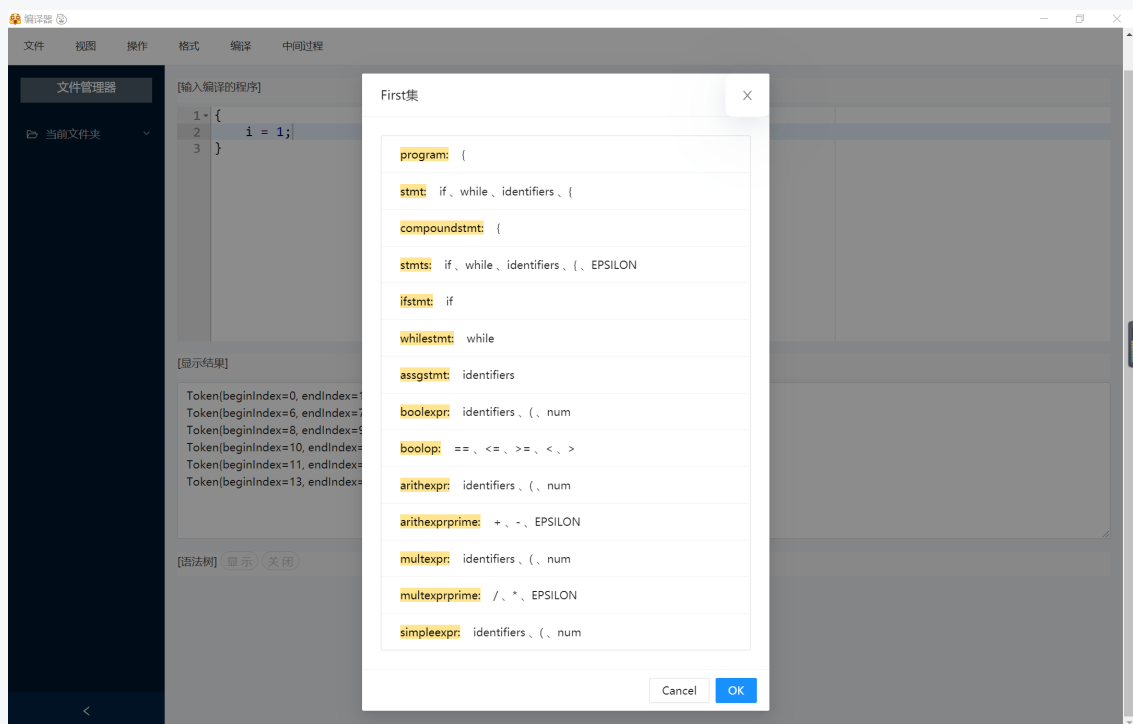 编译器
文件 视图 操作 格式 编译 中间过程
文件管理器
当前文件夹
[输入编译的程序]
1 {
2 i = 1;
3 }
[显示结果]
Token(beginIndex=0, endIndex=1
Token(beginIndex=6, endIndex=7
Token(beginIndex=8, endIndex=9
Token(beginIndex=10, endIndex=
Token(beginIndex=11, endIndex=
Token(beginIndex=13, endIndex=
[语法树] 显 示 关 闭
First集
program: {
stmt: if 、while 、identifiers 、{
compoundstmt: {
stmts: if 、while 、identifiers 、{ 、EPSILON
ifstmt: if
whilestmt: while
assgstmt: identifiers
boolexpr: identifiers 、( 、num
boolop: == 、<= 、>= 、< 、>
arithexpr: identifiers 、( 、num
arithexprprime: + 、- 、EPSILON
multexpr: identifiers 、( 、num
multexprprime: / 、* 、EPSILON
simpleexpr: identifiers 、( 、num
Cancel OK